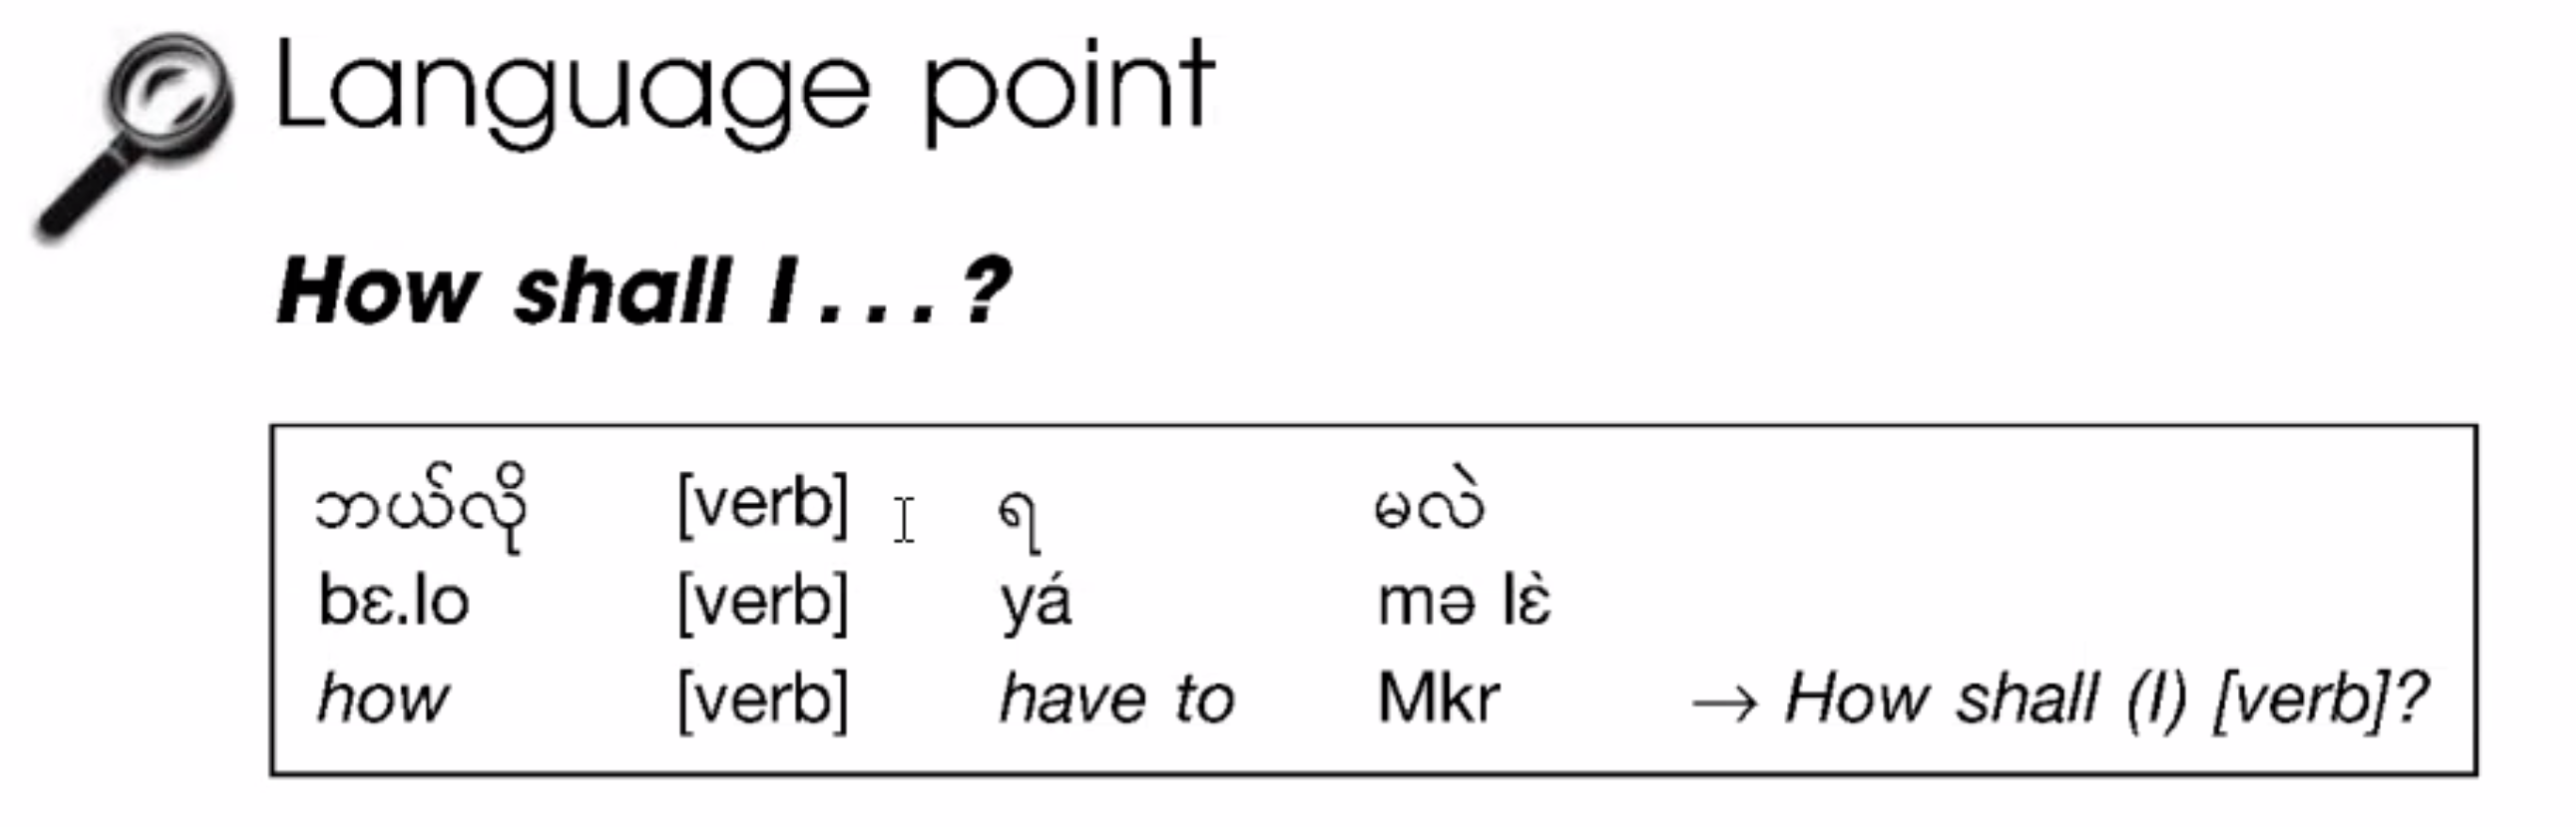 Language point
How shall I . . . ?
ဘယ်လို [verb] ရ မလဲ
bɛ.lo [verb] yá mə lɛ̀
how [verb] have to Mkr → How shall (I) [verb]?